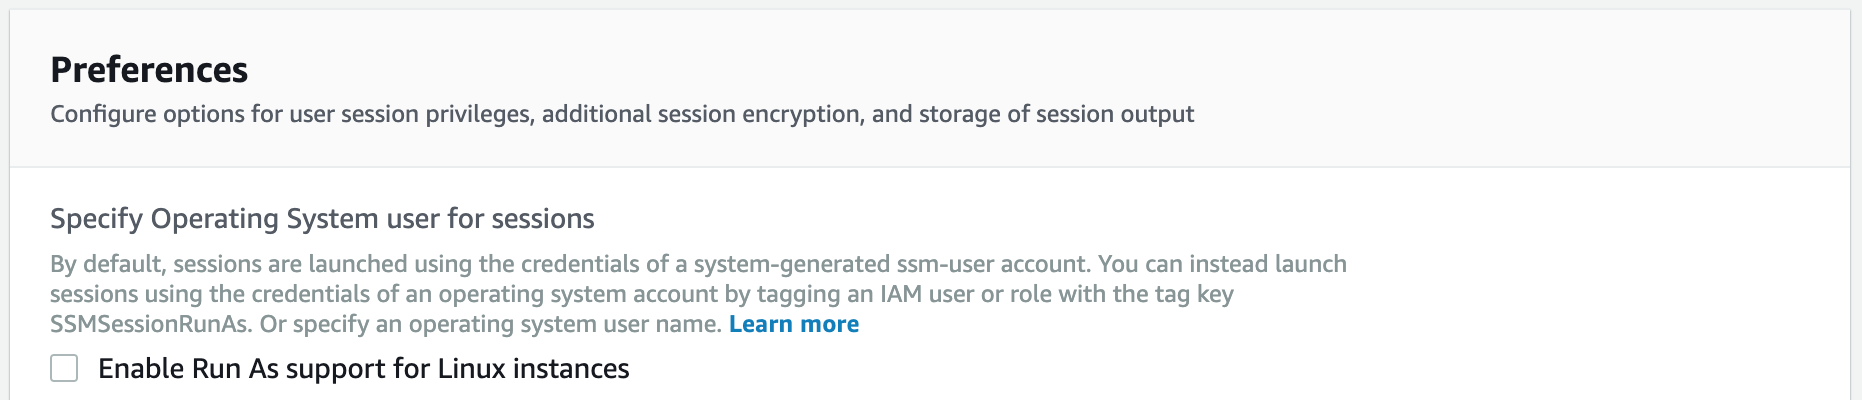 Preferences
Configure options for user session privileges, additional session encryption, and storage of session output
Specify Operating System user for sessions
By default, sessions are launched using the credentials of a system-generated ssm-user account. You can instead launch
sessions using the credentials of an operating system account by tagging an IAM user or role with the tag key
SSMSessionRunAs. Or specify an operating system user name. Learn more
Enable Run As support for Linux instances